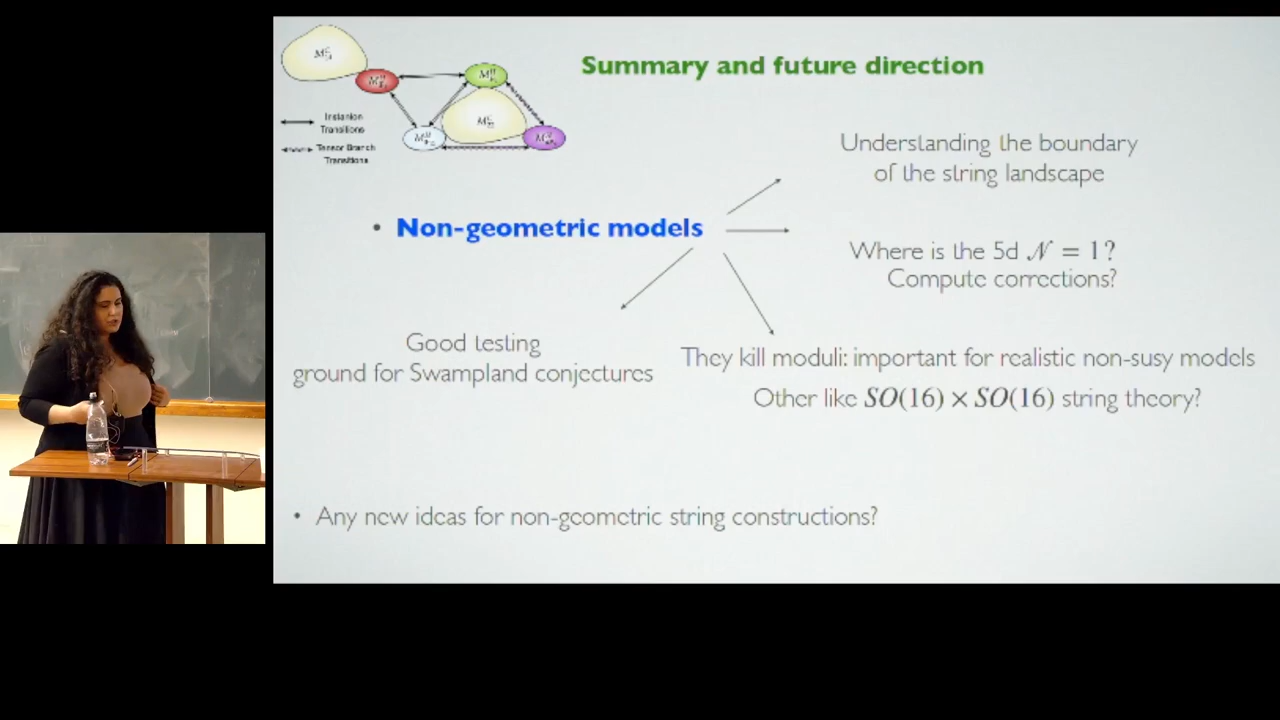 Summary and future direction
Instanton
Transitions
Tensor Branch
Transitions
Understanding the boundary
of the string landscape
• Non-geometric models
Where is the 5d 𝒩 = 1?
Compute corrections?
Good testing
ground for Swampland conjectures
They kill moduli: important for realistic non-susy models
Other like SO(16) × SO(16) string theory?
• Any new ideas for non-geometric string constructions?